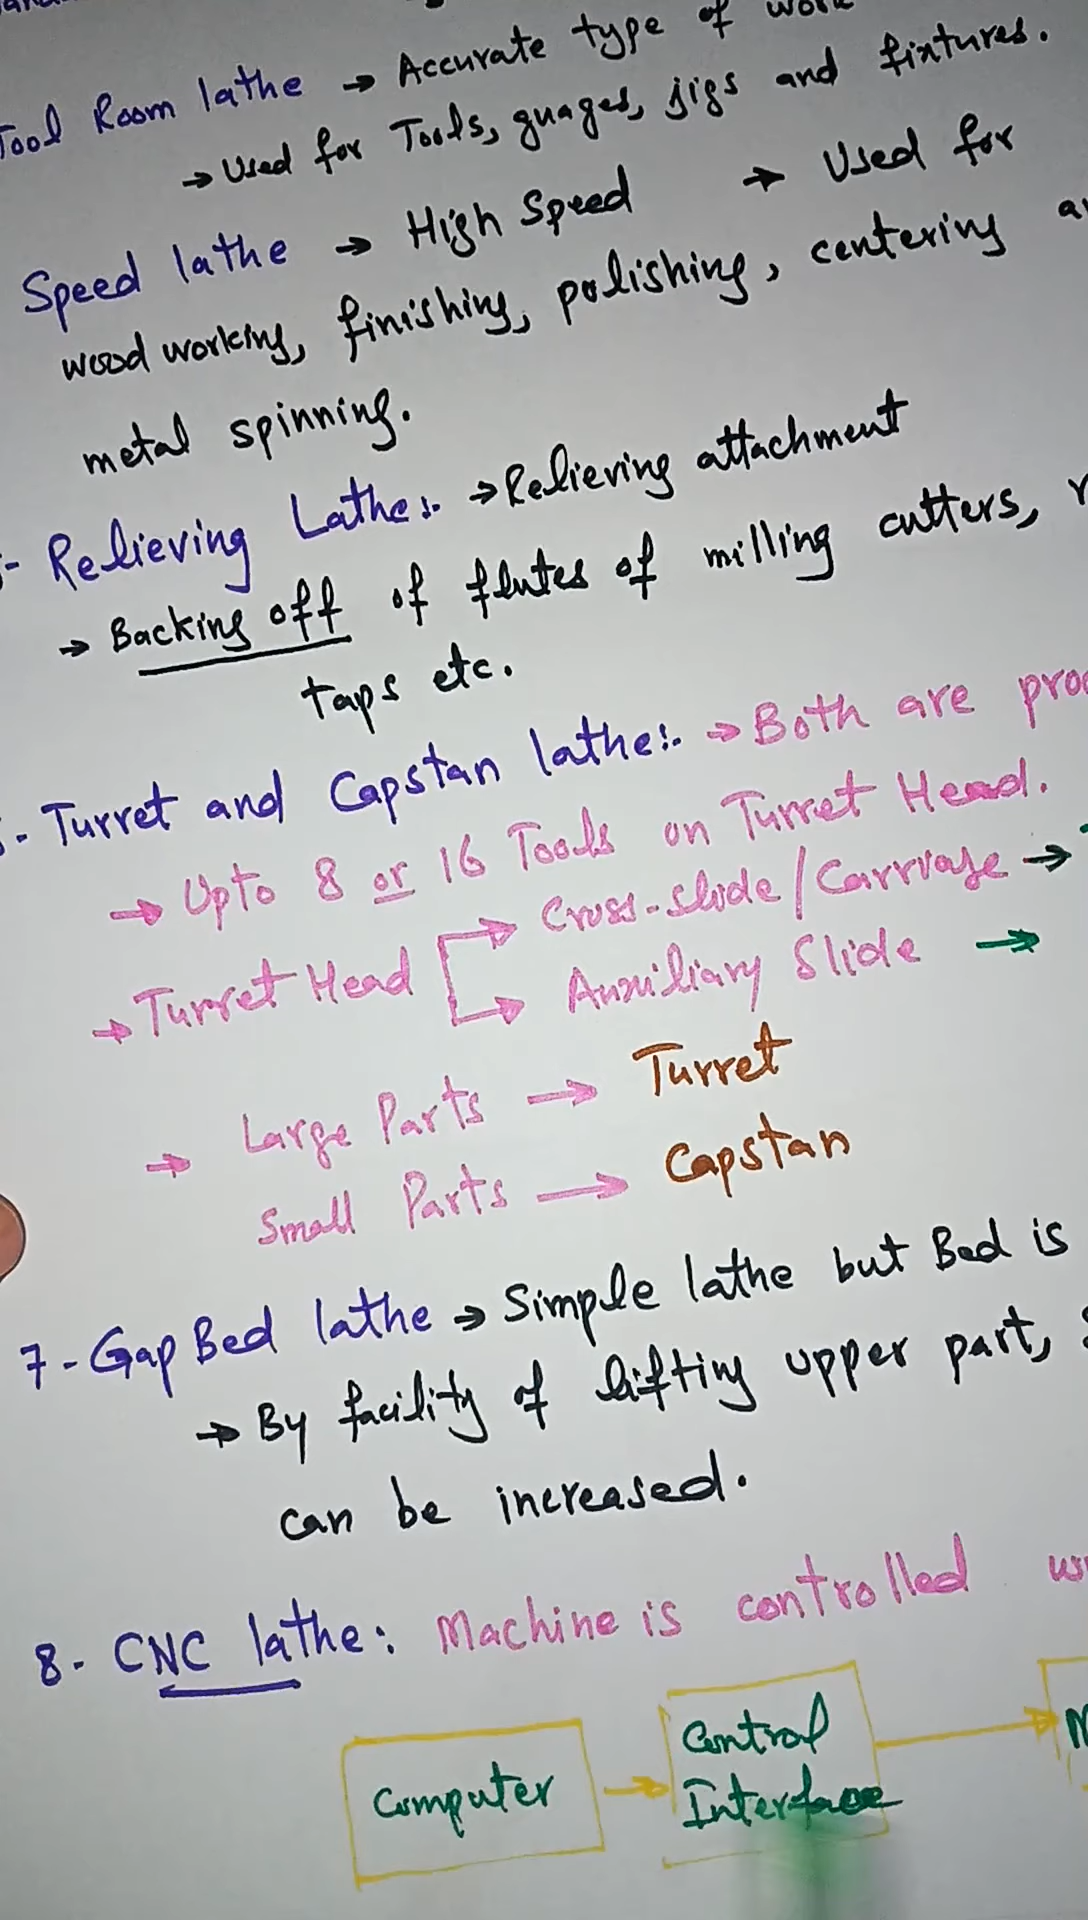 Tool Room lathe → Accurate type of work
→ Used for Tools, guages, jigs and fixtures.
Speed lathe → High Speed → Used for
wood working, finishing, polishing, centering
metal spinning.
Relieving Lathe:- → Relieving attachment
→ Backing off of flutes of milling cutters,
taps etc.
Turret and Capstan lathe:- → Both are
→ Upto 8 or 16 Tools on Turret Head.
→ Turret Head → Cross-slide/Carriage →
→ Auxiliary Slide →
→ Large Parts → Turret
Small Parts → Capstan
7- Gap Bed lathe → Simple lathe but Bed is
→ By facility of lifting upper part,
can be increased.
8- CNC lathe: Machine is controlled
Computer → Control Interface →